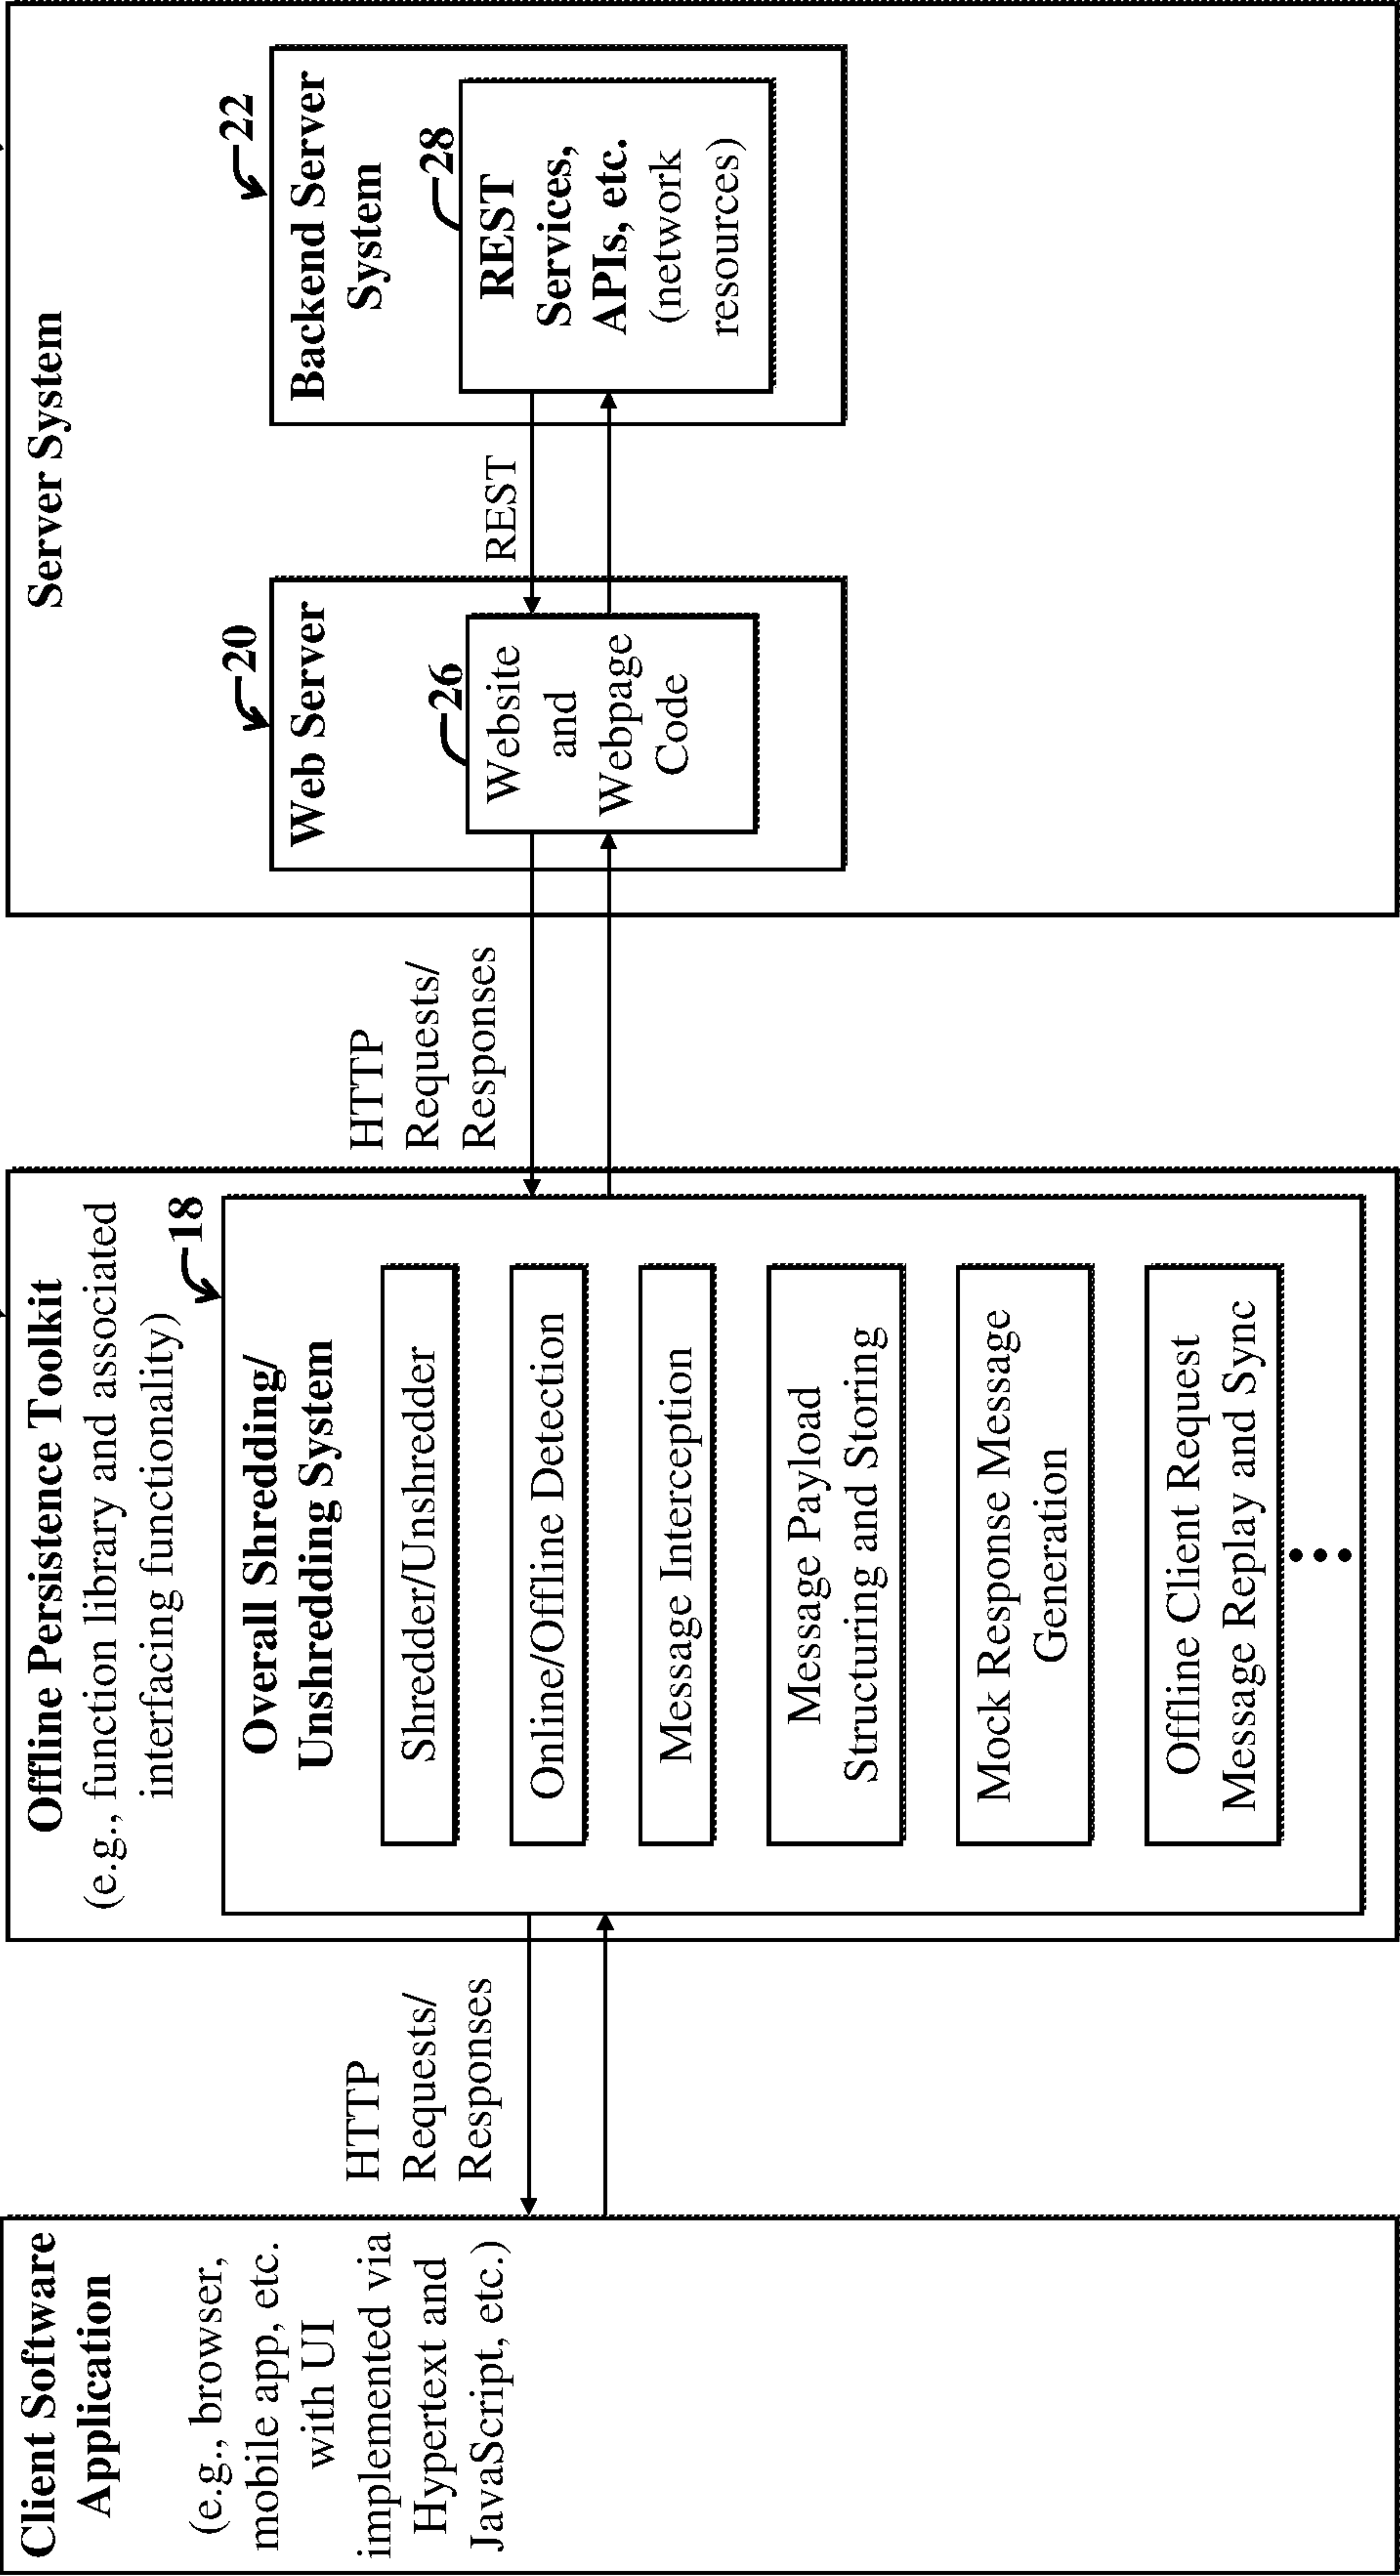 Client Software
Application
(e.g., browser,
mobile app, etc.
with UI
implemented via
Hypertext and
JavaScript, etc.)
HTTP
Requests/
Responses
Offline Persistence Toolkit
(e.g., function library and associated
interfacing functionality)
18
Overall Shredding/
Unshredding System
Shredder/Unshredder
Online/Offline Detection
Message Interception
Message Payload
Structuring and Storing
Mock Response Message
Generation
Offline Client Request
Message Replay and Sync
HTTP
Requests/
Responses
Server System
20
Web Server
26
Website
and
Webpage
Code
REST
22
Backend Server
System
28
REST
Services,
APIs, etc.
(network
resources)